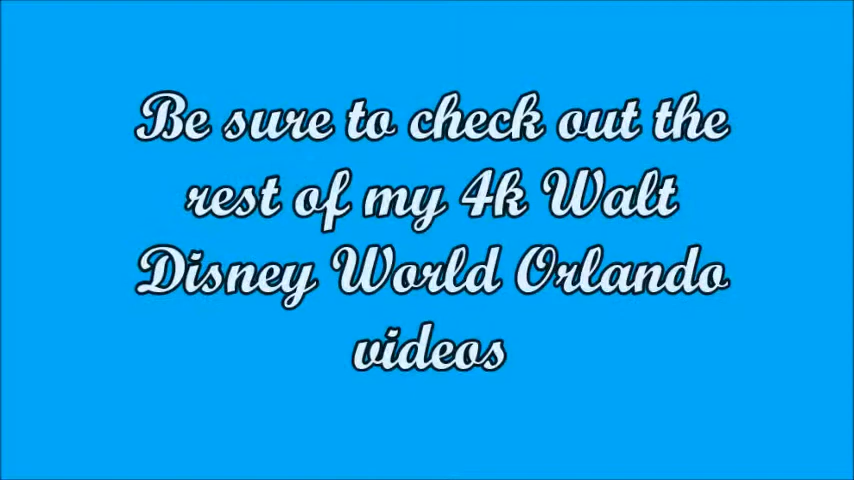 Be sure to check out the
rest of my 4k Walt
Disney World Orlando
videos